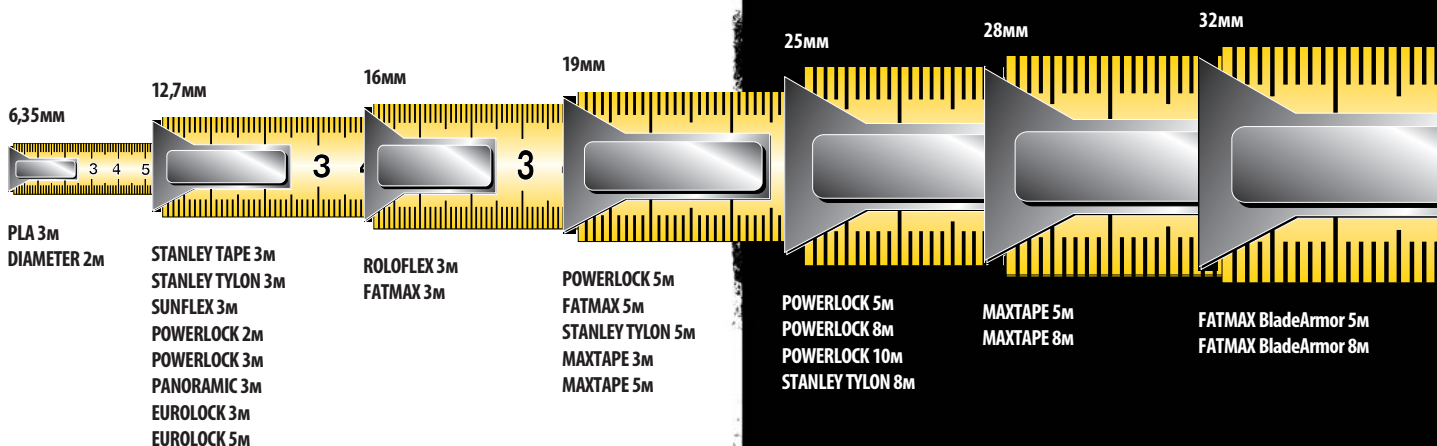 6,35мм
PLA 3м
DIAMETER 2м
3 4 5
12,7мм
3
STANLEY TAPE 3м
STANLEY TYLON 3м
SUNFLEX 3м
POWERLOCK 2м
POWERLOCK 3м
PANORAMIC 3м
EUROLOCK 3м
EUROLOCK 5м
16мм
3
ROLOFLEX 3м
FATMAX 3м
19мм
POWERLOCK 5м
FATMAX 5м
STANLEY TYLON 5м
MAXTAPE 3м
MAXTAPE 5м
25мм
POWERLOCK 5м
POWERLOCK 8м
POWERLOCK 10м
STANLEY TYLON 8м
28мм
MAXTAPE 5м
MAXTAPE 8м
32мм
FATMAX BladeArmor 5м
FATMAX BladeArmor 8м